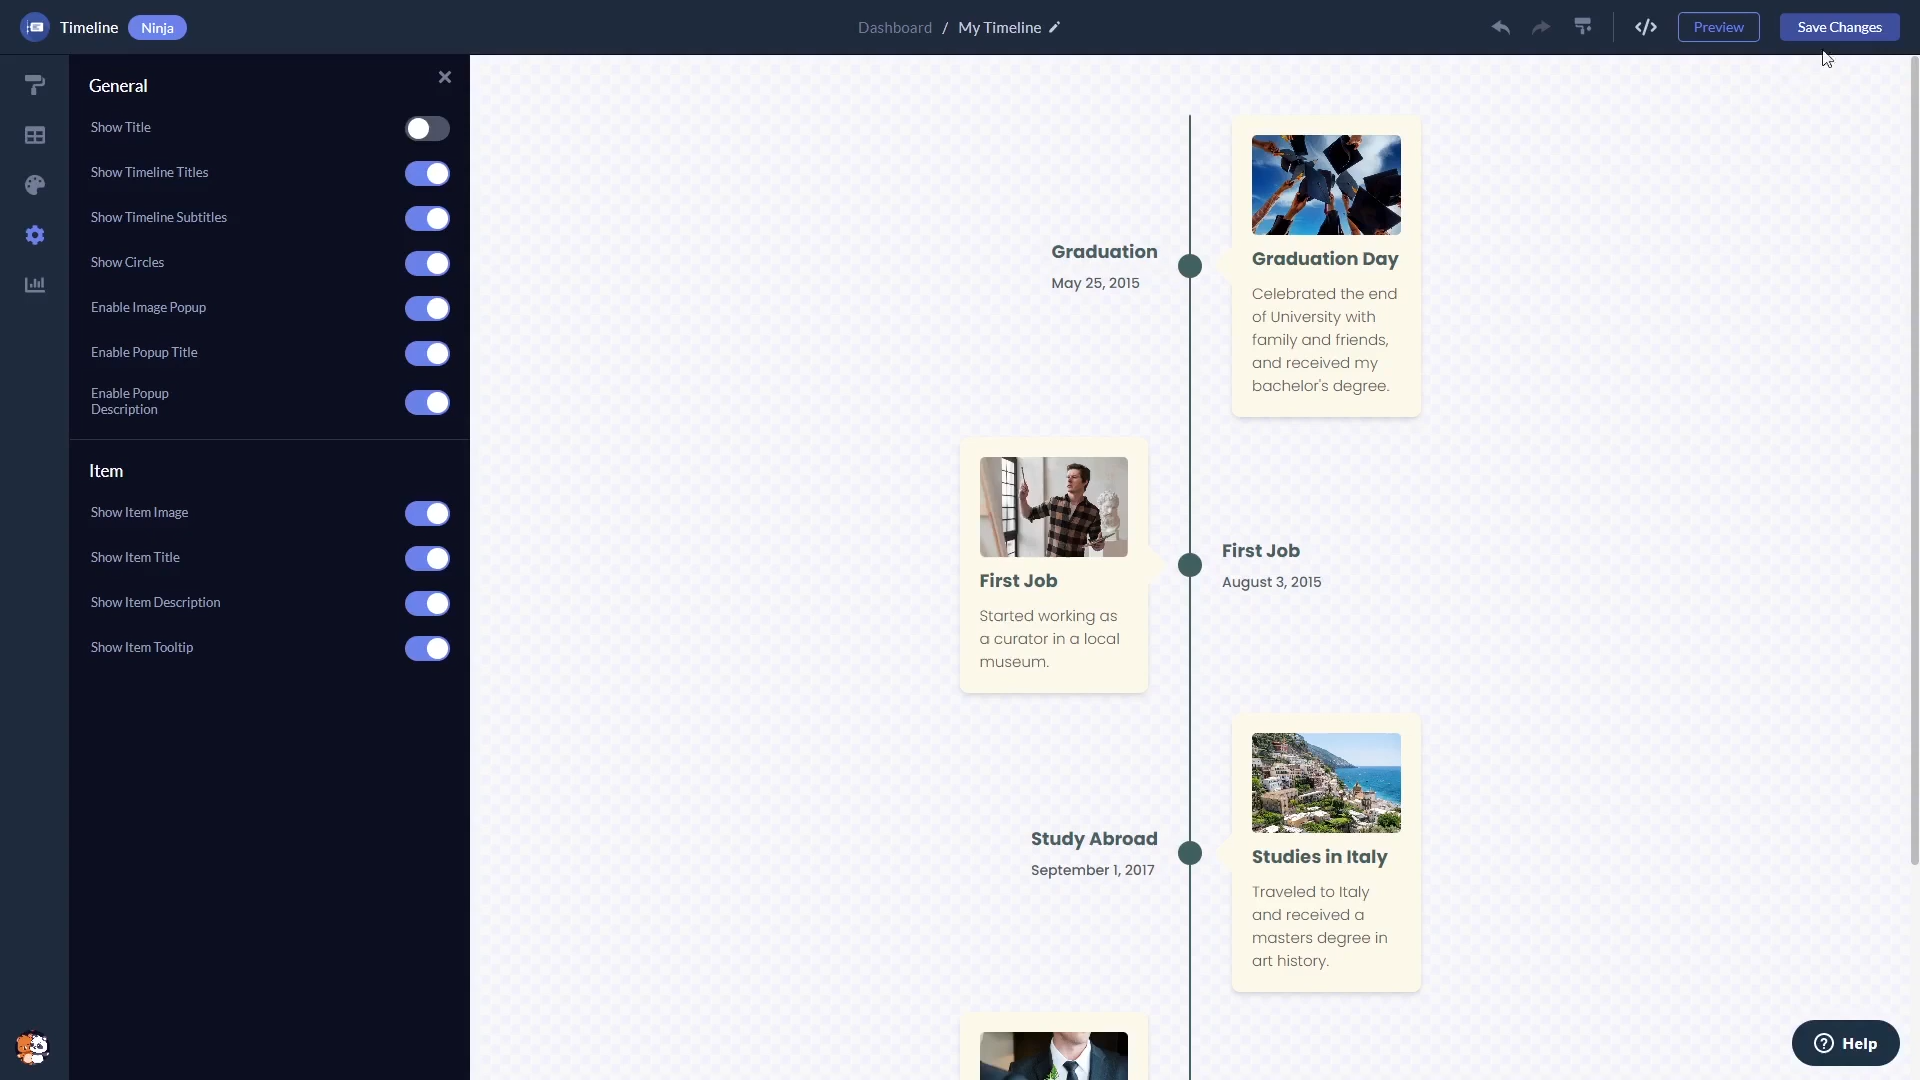 Timeline Ninja
Dashboard / My Timeline
Preview
Save Changes
General
Show Title
Show Timeline Titles
Show Timeline Subtitles
Show Circles
Enable Image Popup
Enable Popup Title
Enable Popup
Description
Item
Show Item Image
Show Item Title
Show Item Description
Show Item Tooltip
Graduation
May 25, 2015
Graduation Day
Celebrated the end
of University with
family and friends,
and received my
bachelor's degree.
First Job
Started working as
a curator in a local
museum.
First Job
August 3, 2015
Study Abroad
September 1, 2017
Studies in Italy
Traveled to Italy
and received a
masters degree in
art history.
Help